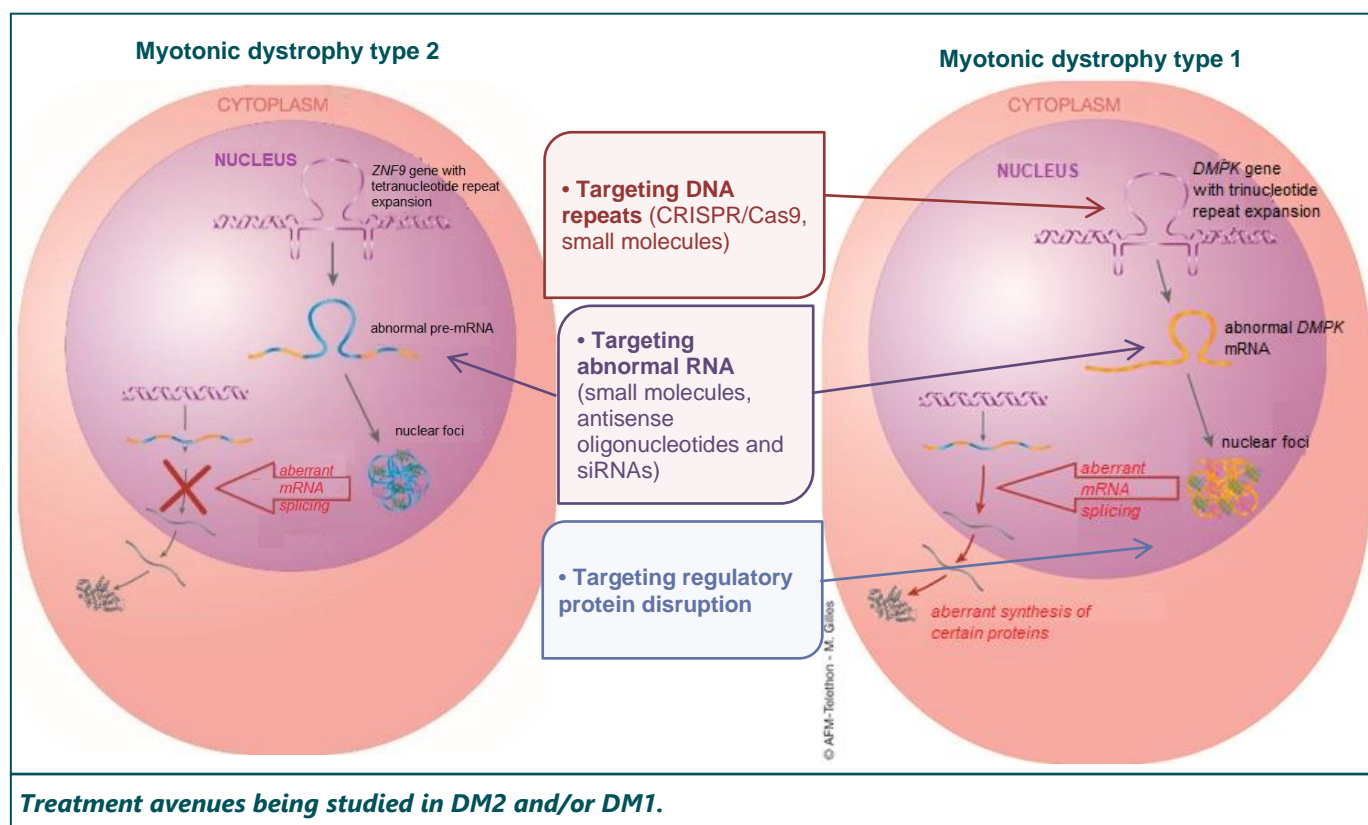 Myotonic dystrophy type 2
CYTOPLASM
NUCLEUS
ZNF9 gene with
tetranucleotide repeat
expansion
abnormal pre-mRNA
nuclear foci
aberrant
mRNA
splicing
• Targeting DNA
repeats (CRISPR/Cas9,
small molecules)
• Targeting
abnormal RNA
(small molecules,
antisense
oligonucleotides and
siRNAs)
• Targeting regulatory
protein disruption
Myotonic dystrophy type 1
CYTOPLASM
NUCLEUS
DMPK gene
with trinucleotide
repeat expansion
abnormal DMPK
mRNA
nuclear foci
aberrant
mRNA
splicing
aberrant synthesis of
certain proteins
© AFM-Telethon - M. Gilles
Treatment avenues being studied in DM2 and/or DM1.